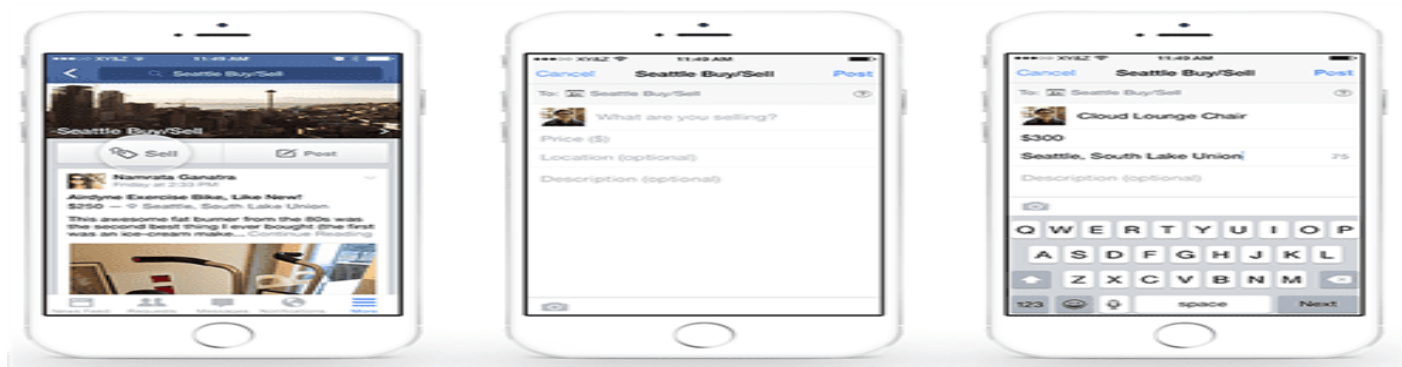 XYZ 11:49 AM
Seattle Buy/Sell
Seattle Buy/Sell
Sell Post
Namrata Ganatra
Friday at 2:33 PM
Airdyne Exercise Bike, Like New!
$250 — Seattle, South Lake Union
This awesome fat burner from the 80s was
the second best thing I ever bought (the first
was an ice-cream make... Continue Reading
News Feed Requests Messages Notifications More
XYZ 11:49 AM
Cancel Seattle Buy/Sell Post
To: Seattle Buy/Sell
What are you selling?
Price ($)
Location (optional)
Description (optional)
XYZ 11:49 AM
Cancel Seattle Buy/Sell Post
To: Seattle Buy/Sell
Cloud Lounge Chair
$300
Seattle, South Lake Union 75
Description (optional)
Q W E R T Y U I O P
A S D F G H J K L
Z X C V B N M
123 space Next